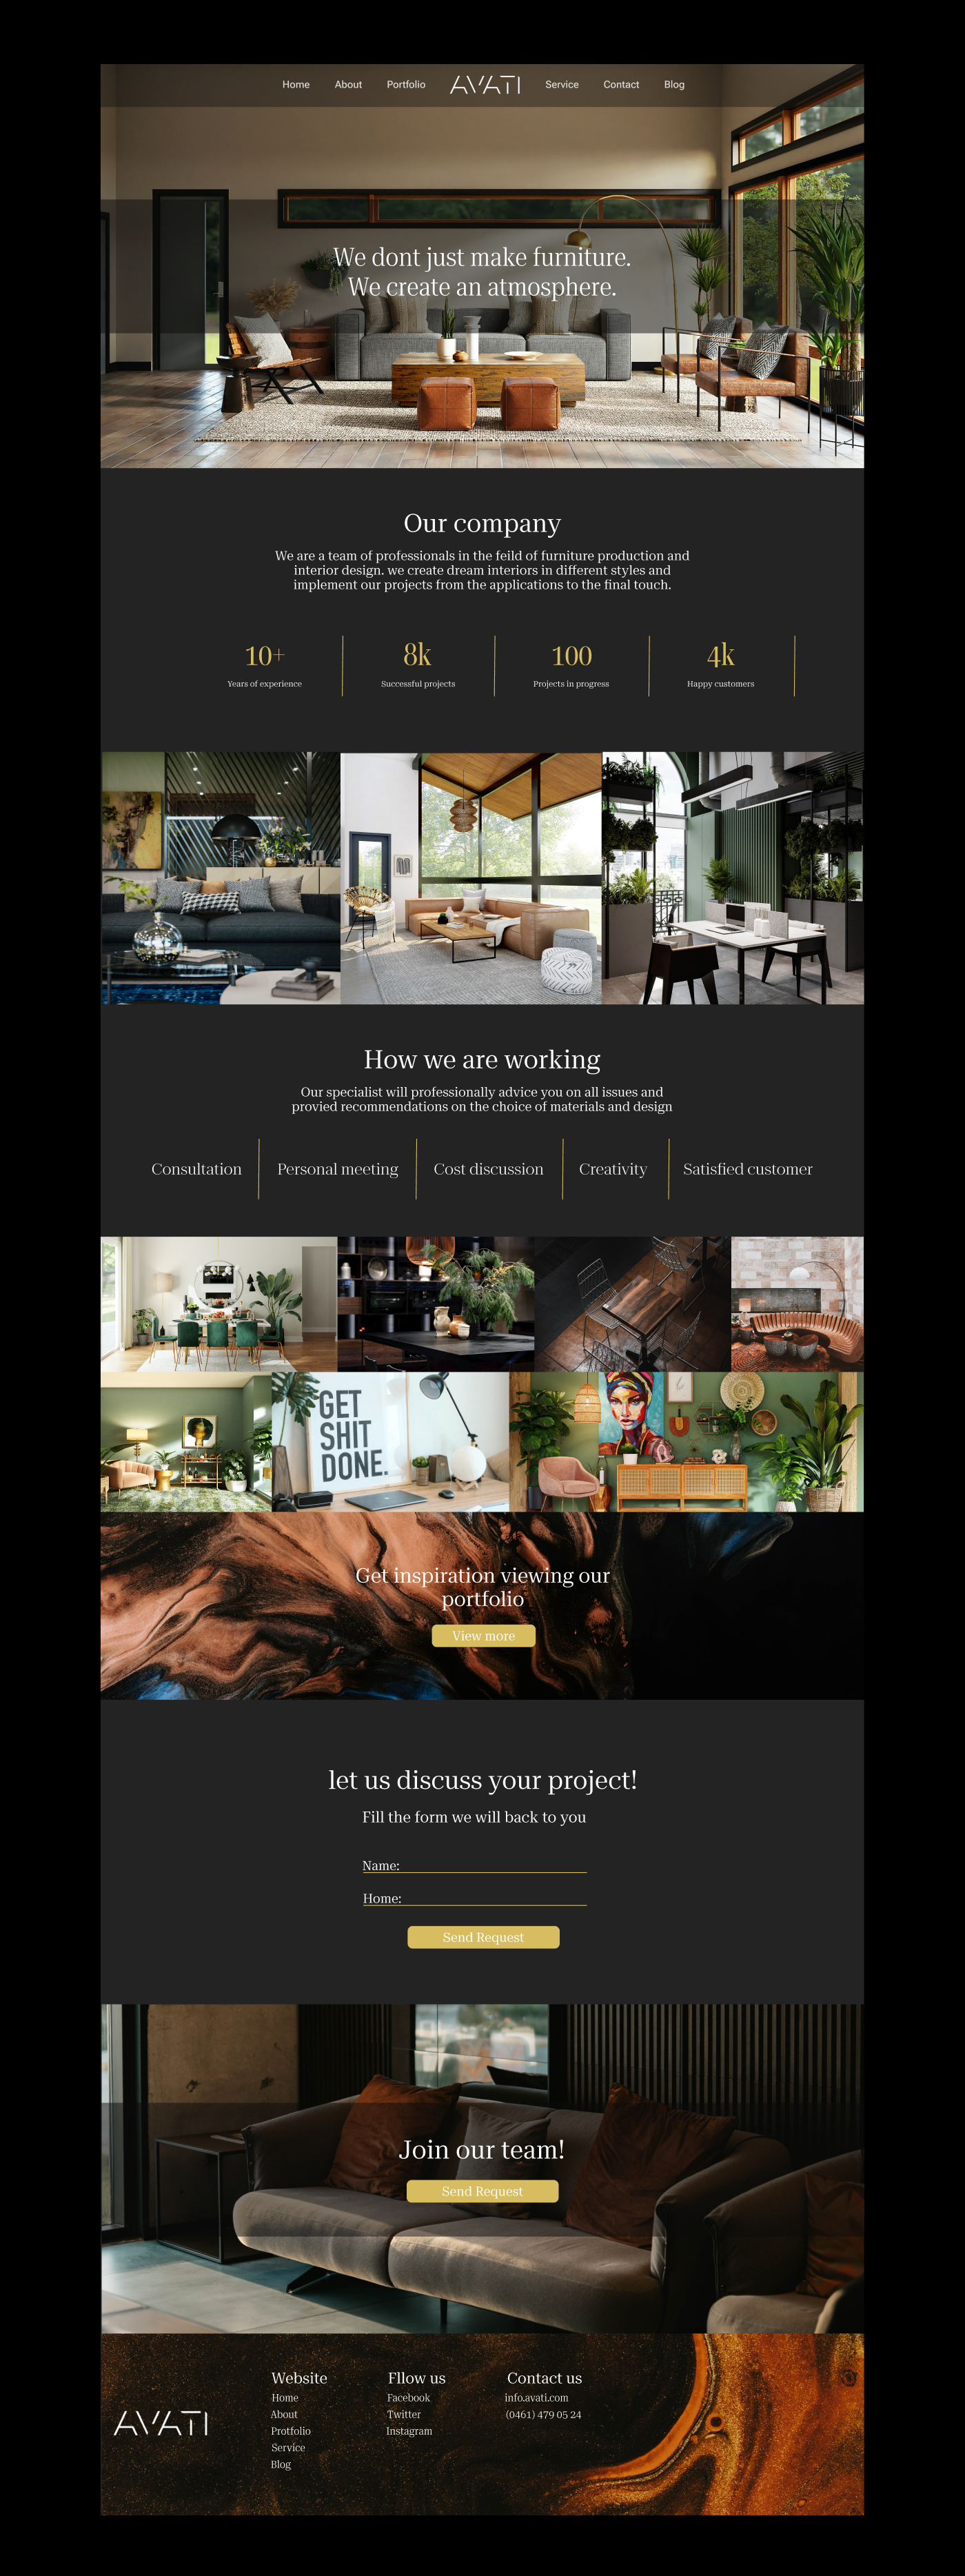 Home About Portfolio AVATI Service Contact Blog
We dont just make furniture.
We create an atmosphere.
Our company
We are a team of professionals in the feild of furniture production and
interior design. we create dream interiors in different styles and
implement our projects from the applications to the final touch.
10+ 8k 100 4k
Years of experience Successful projects Projects in progress Happy customers
How we are working
Our specialist will professionally advice you on all issues and
provied recommendations on the choice of materials and design
Consultation Personal meeting Cost discussion Creativity Satisfied customer
GET
SHIT
DONE.
Get inspiration viewing our
portfolio
View more
let us discuss your project!
Fill the form we will back to you
Name:
Home:
Send Request
Join our team!
Send Request
AVATI
Website
Home
About
Protfolio
Service
Blog
Fllow us
Facebook
Twitter
Instagram
Contact us
info.avati.com
(0461) 479 05 24